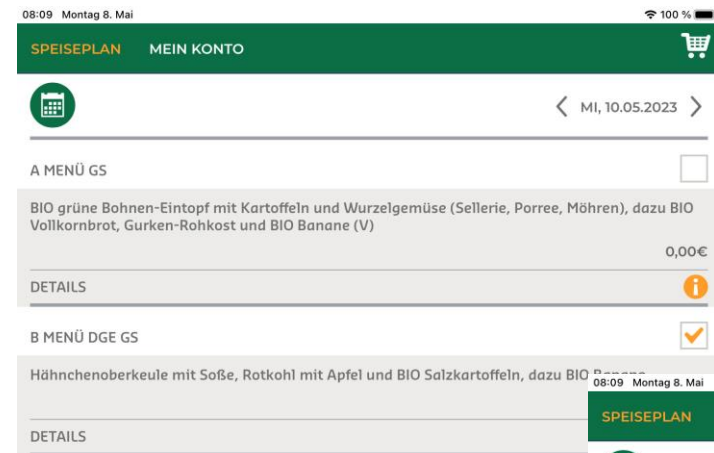 08:09 Montag 8. Mai 100 %
SPEISEPLAN MEIN KONTO
MI, 10.05.2023
A MENÜ GS
BIO grüne Bohnen-Eintopf mit Kartoffeln und Wurzelgemüse (Sellerie, Porree, Möhren), dazu BIO
Vollkornbrot, Gurken-Rohkost und BIO Banane (V)
0,00€
DETAILS
B MENÜ DGE GS
Hähnchenoberkeule mit Soße, Rotkohl mit Apfel und BIO Salzkartoffeln, dazu BIO
DETAILS
08:09 Montag 8. Mai
SPEISEPLAN